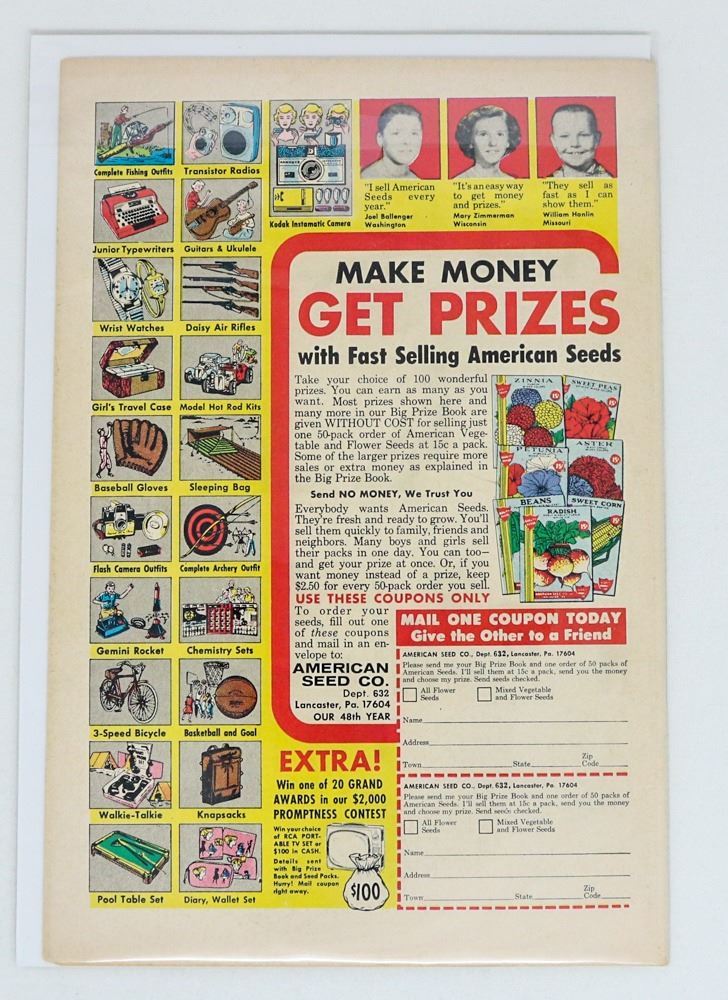 Complete Fishing Outfits
Transistor Radios
Kodak Instamatic Camera
"I sell American
Seeds every
year."
Joel Ballenger
Washington
"It's an easy way
to get money
and prizes."
Mary Zimmerman
Wisconsin
"They sell as
fast as I can
show them."
William Hanlin
Missouri
Junior Typewriters
Guitars & Ukulele
Wrist Watches
Daisy Air Rifles
Girl's Travel Case
Model Hot Rod Kits
Baseball Gloves
Sleeping Bag
Flash Camera Outfits
Complete Archery Outfit
Gemini Rocket
Chemistry Sets
3-Speed Bicycle
Basketball and Goal
Walkie-Talkie
Knapsacks
Pool Table Set
Diary, Wallet Set
MAKE MONEY
GET PRIZES
with Fast Selling American Seeds
Take your choice of 100 wonderful
prizes. You can earn as many as you
want. Most prizes shown here and
many more in our Big Prize Book are
given WITHOUT COST for selling just
one 50-pack order of American Vege-
table and Flower Seeds at 15c a pack.
Some of the larger prizes require more
sales or extra money as explained in
the Big Prize Book.
Send NO MONEY, We Trust You
Everybody wants American Seeds.
They're fresh and ready to grow. You'll
sell them quickly to family, friends and
neighbors. Many boys and girls sell
their packs in one day. You can too—
and get your prize at once. Or, if you
want money instead of a prize, keep
$2.50 for every 50-pack order you sell.
ZINNIA
SWEET PEAS
PETUNIA
ASTER
BEANS
SWEET CORN
RADISH
USE THESE COUPONS ONLY
To order your
seeds, fill out one
of these coupons
and mail in an en-
velope to:
AMERICAN
SEED CO.
Dept. 632
Lancaster, Pa. 17604
OUR 48th YEAR
MAIL ONE COUPON TODAY
Give the Other to a Friend
AMERICAN SEED CO., Dept. 632, Lancaster, Pa. 17604
Please send me your Big Prize Book and one order of 50 packs of
American Seeds. I'll sell them at 15c a pack, send you the money
and choose my prize. Send seeds checked.
All Flower
Seeds
Mixed Vegetable
and Flower Seeds
Name
Address
Town State Zip Code
EXTRA!
Win one of 20 GRAND
AWARDS in our $2,000
PROMPTNESS CONTEST
Win your choice
of RCA PORT-
ABLE TV SET or
$100 in CASH.
Details sent
with Big Prize
Book and Seed Packs.
Hurry! Mail coupon
right away.
$100
AMERICAN SEED CO., Dept. 632, Lancaster, Pa. 17604
Please send me your Big Prize Book and one order of 50 packs of
American Seeds. I'll sell them at 15c a pack, send you the money
and choose my prize. Send seeds checked.
All Flower
Seeds
Mixed Vegetable
and Flower Seeds
Name
Address
Town State Zip Code